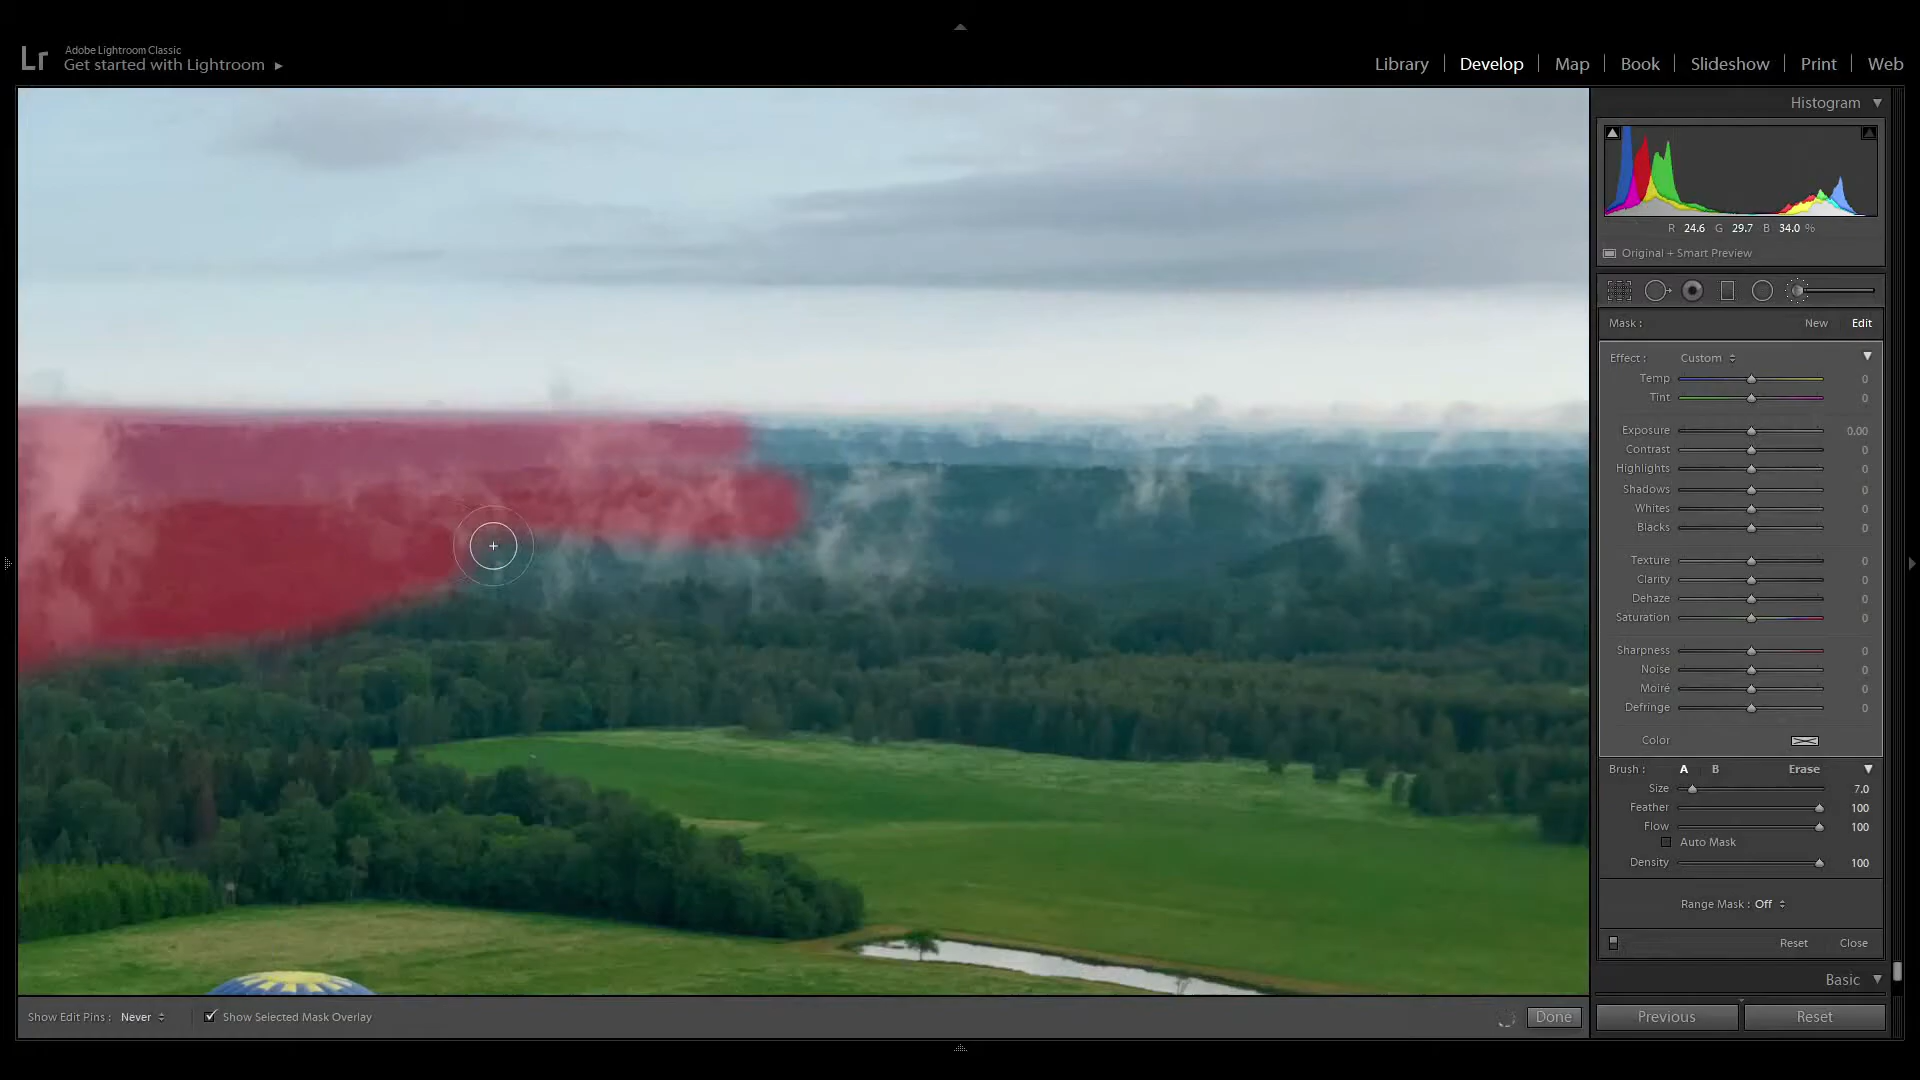 Lr
Adobe Lightroom Classic
Get started with Lightroom ▸
Library | Develop | Map | Book | Slideshow | Print | Web
Histogram
R 24.6 G 29.7 B 34.0 %
Original + Smart Preview
Mask : New Edit
Effect : Custom
Temp 0
Tint 0
Exposure 0.00
Contrast 0
Highlights 0
Shadows 0
Whites 0
Blacks 0
Texture 0
Clarity 0
Dehaze 0
Saturation 0
Sharpness 0
Noise 0
Moiré 0
Defringe 0
Color
Brush : A B Erase
Size 7.0
Feather 100
Flow 100
Auto Mask
Density 100
Range Mask : Off
Reset Close
Basic
Show Edit Pins : Never Show Selected Mask Overlay Done
Previous Reset